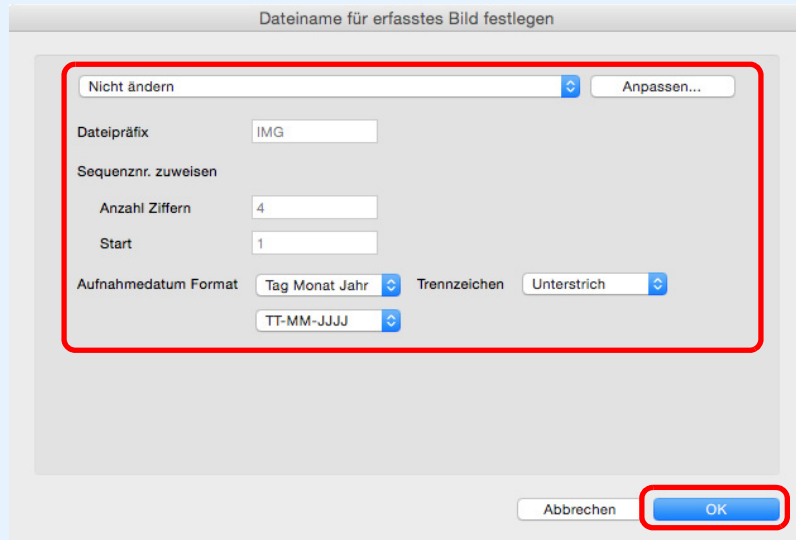 Dateiname für erfasstes Bild festlegen
Nicht ändern Anpassen...
Dateipräfix IMG
Sequenznr. zuweisen
Anzahl Ziffern 4
Start 1
Aufnahmedatum Format Tag Monat Jahr Trennzeichen Unterstrich
TT-MM-JJJJ
Abbrechen OK